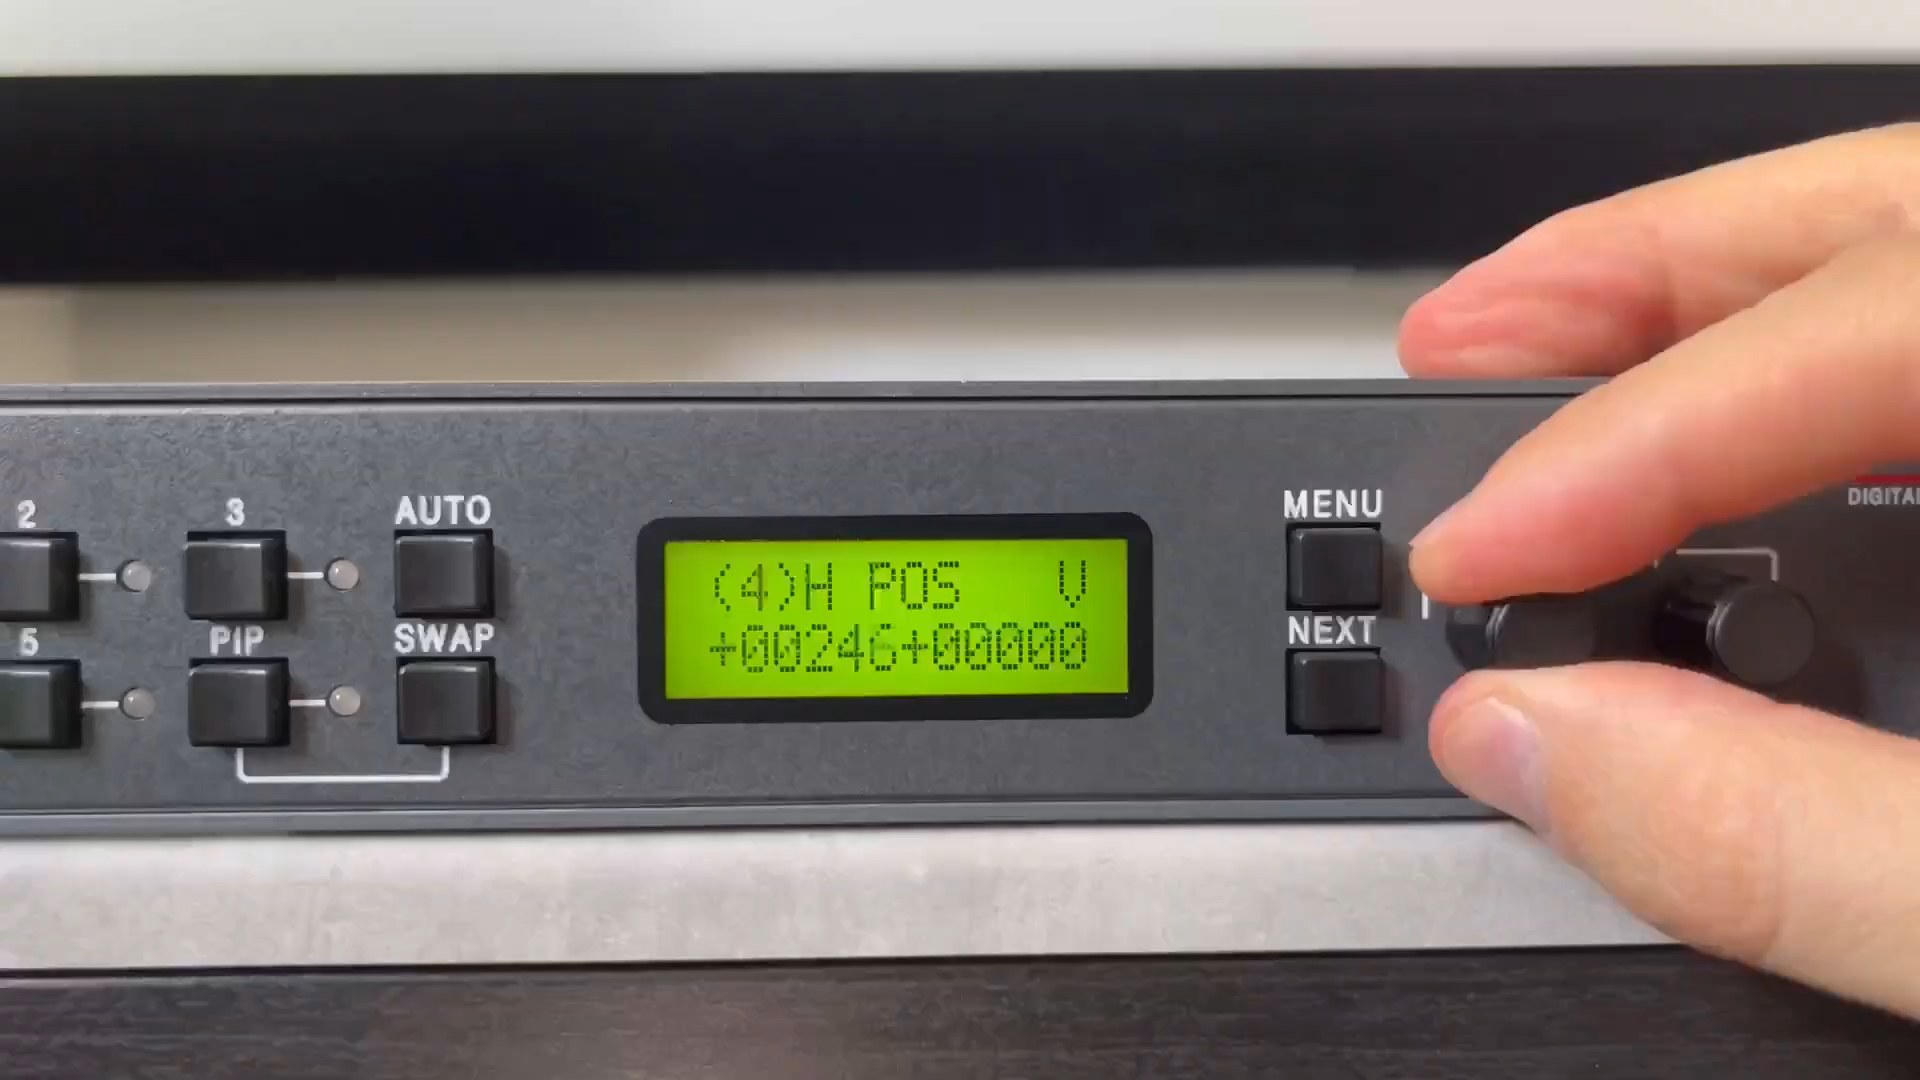 2
3
AUTO
MENU
DIGITAL
(4)H POS V
+00246+00000
5
PIP
SWAP
NEXT